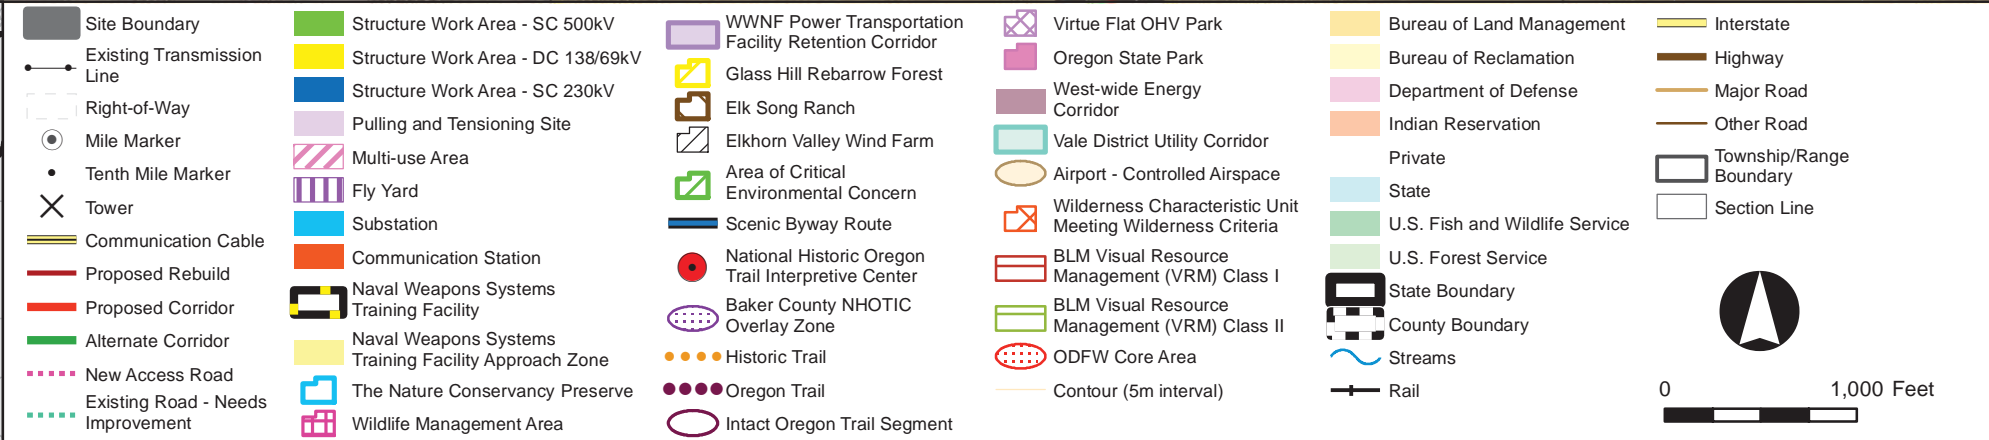 Site Boundary
Existing Transmission
Line
Right-of-Way
Mile Marker
Tenth Mile Marker
Tower
Communication Cable
Proposed Rebuild
Proposed Corridor
Alternate Corridor
New Access Road
Existing Road - Needs
Improvement
Structure Work Area - SC 500kV
Structure Work Area - DC 138/69kV
Structure Work Area - SC 230kV
Pulling and Tensioning Site
Multi-use Area
Fly Yard
Substation
Communication Station
Naval Weapons Systems
Training Facility
Naval Weapons Systems
Training Facility Approach Zone
The Nature Conservancy Preserve
Wildlife Management Area
WWNF Power Transportation
Facility Retention Corridor
Glass Hill Rebarrow Forest
Elk Song Ranch
Elkhorn Valley Wind Farm
Area of Critical
Environmental Concern
Scenic Byway Route
National Historic Oregon
Trail Interpretive Center
Baker County NHOTIC
Overlay Zone
Historic Trail
Oregon Trail
Intact Oregon Trail Segment
Virtue Flat OHV Park
Oregon State Park
West-wide Energy
Corridor
Vale District Utility Corridor
Airport - Controlled Airspace
Wilderness Characteristic Unit
Meeting Wilderness Criteria
BLM Visual Resource
Management (VRM) Class I
BLM Visual Resource
Management (VRM) Class II
ODFW Core Area
Contour (5m interval)
Bureau of Land Management
Bureau of Reclamation
Department of Defense
Indian Reservation
Private
State
U.S. Fish and Wildlife Service
U.S. Forest Service
State Boundary
County Boundary
Streams
Rail
Interstate
Highway
Major Road
Other Road
Township/Range
Boundary
Section Line
0 1,000 Feet